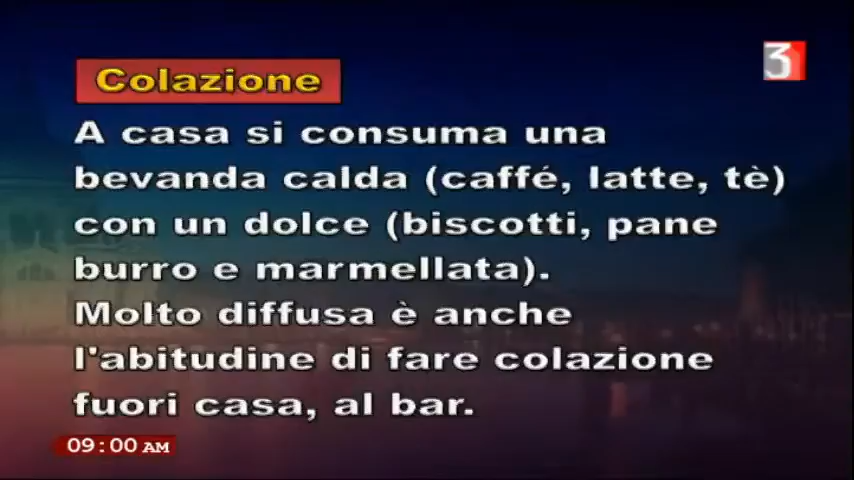 3
Colazione
A casa si consuma una
bevanda calda (caffé, latte, tè)
con un dolce (biscotti, pane
burro e marmellata).
Molto diffusa è anche
l'abitudine di fare colazione
fuori casa, al bar.
09:00 AM